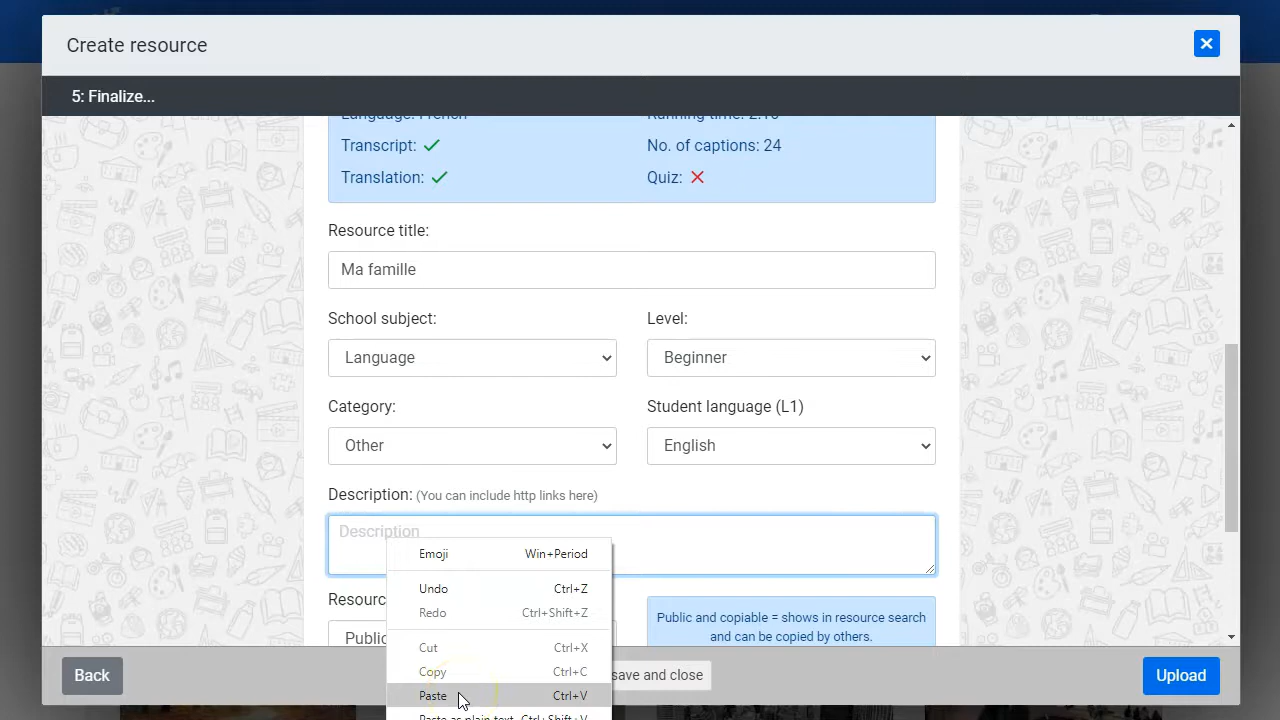 Create resource
5: Finalize...
Language: French
Running time: 2:10
Transcript:
No. of captions: 24
Translation:
Quiz:
Resource title:
Ma famille
School subject:
Level:
Language
Beginner
Category:
Student language (L1)
Other
English
Description: (You can include http links here)
Description
Emoji Win+Period
Undo Ctrl+Z
Redo Ctrl+Shift+Z
Cut Ctrl+X
Copy Ctrl+C
Paste Ctrl+V
Paste as plain text Ctrl+Shift+V
Public and copiable = shows in resource search
and can be copied by others.
Back
save and close
Upload